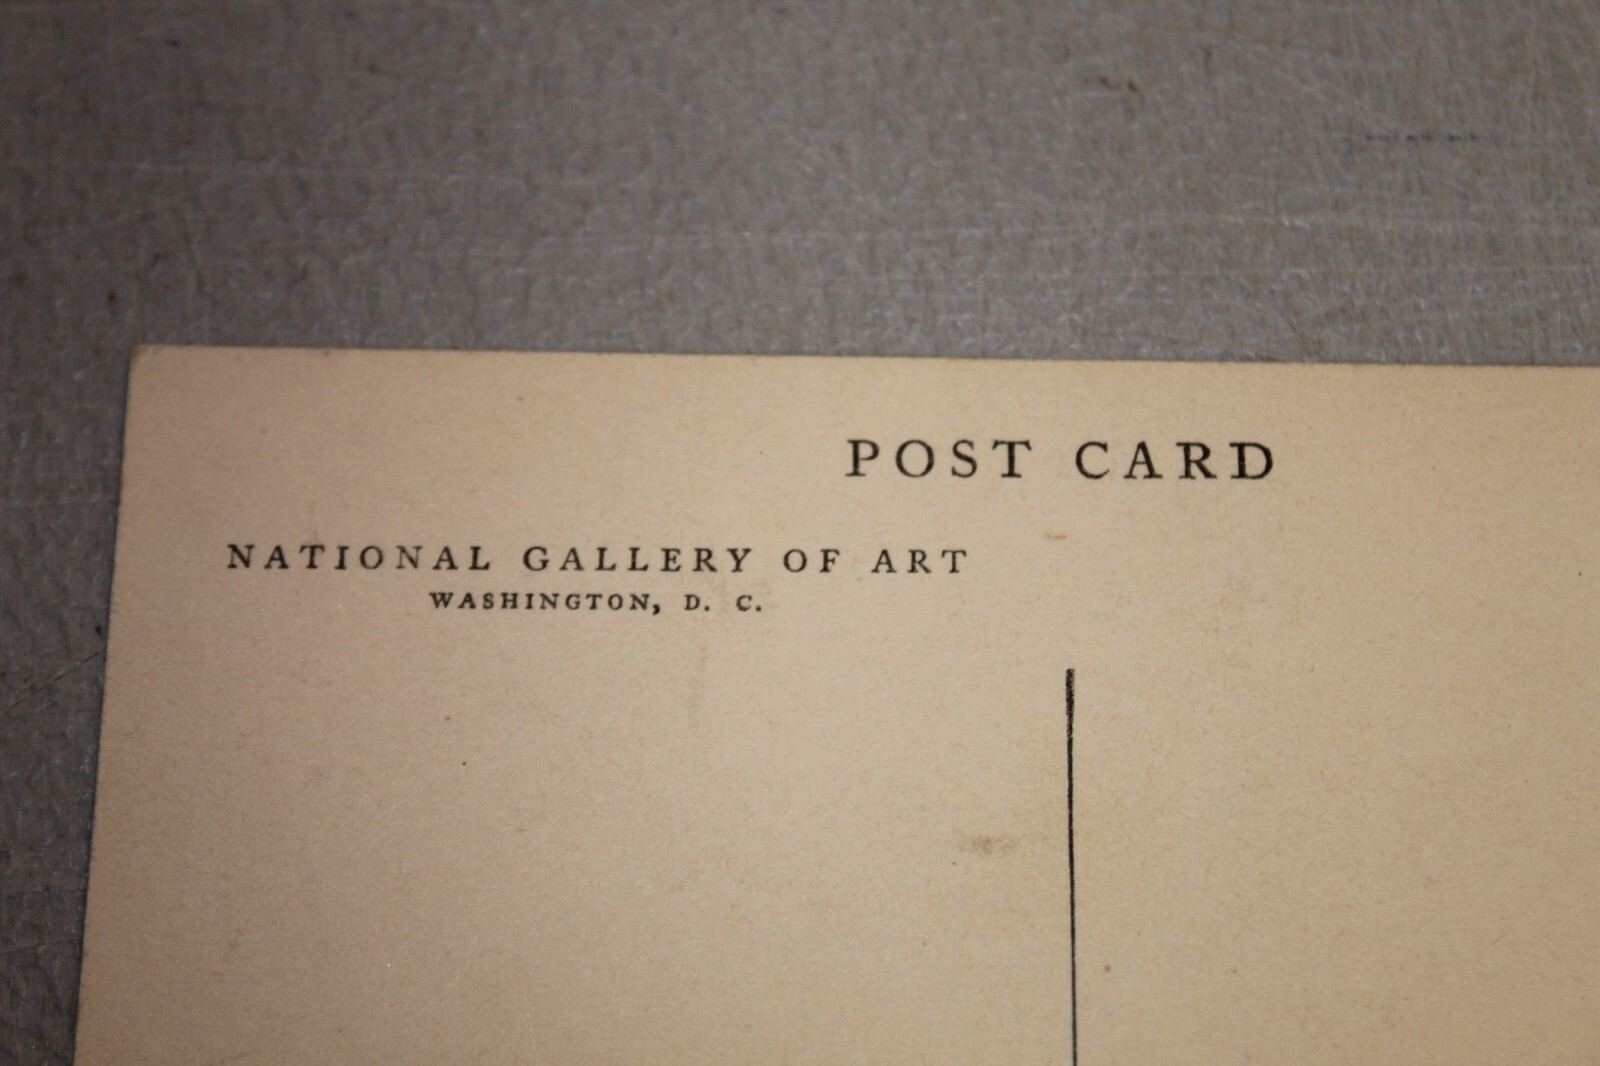 POST CARD
NATIONAL GALLERY OF ART
WASHINGTON, D. C.